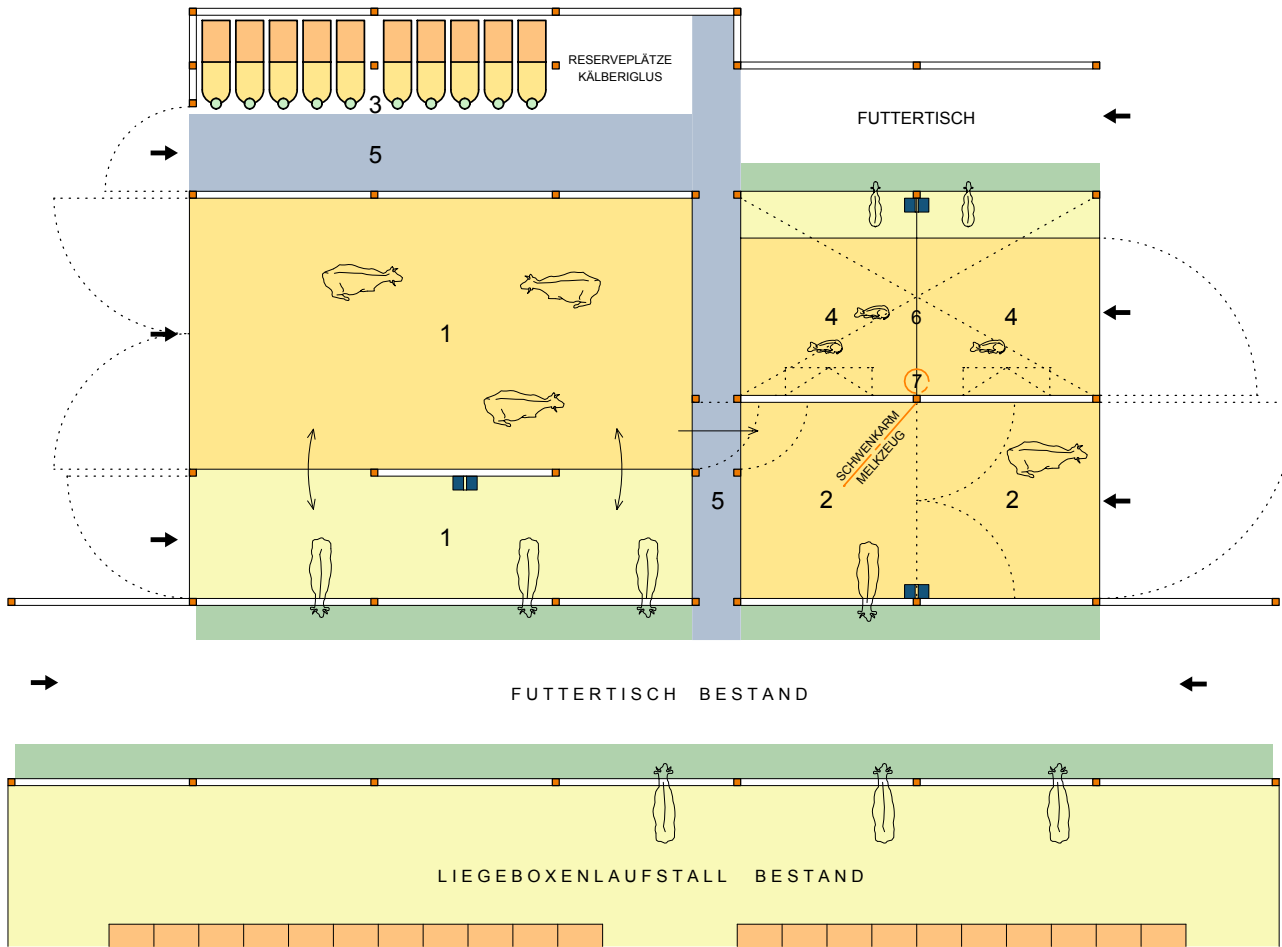 RESERVEPLÄTZE
KÄLBERIGLUS
3
FUTTERTISCH
5
1
4
6
4
7
SCHWENKARM
MELKZEUG
2
5
2
1
FUTTERTISCH BESTAND
LIEGEBOXENLAUFSTALL BESTAND